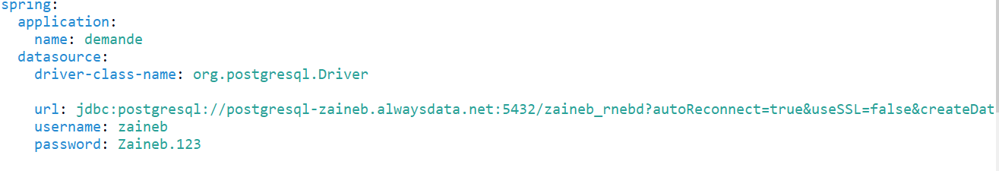 spring:
application:
name: demande
datasource:
driver-class-name: org.postgresql.Driver
url: jdbc:postgresql://postgresql-zaineb.alwaysdata.net:5432/zaineb_rnebd?autoReconnect=true&useSSL=false&createDat
username: zaineb
password: Zaineb.123